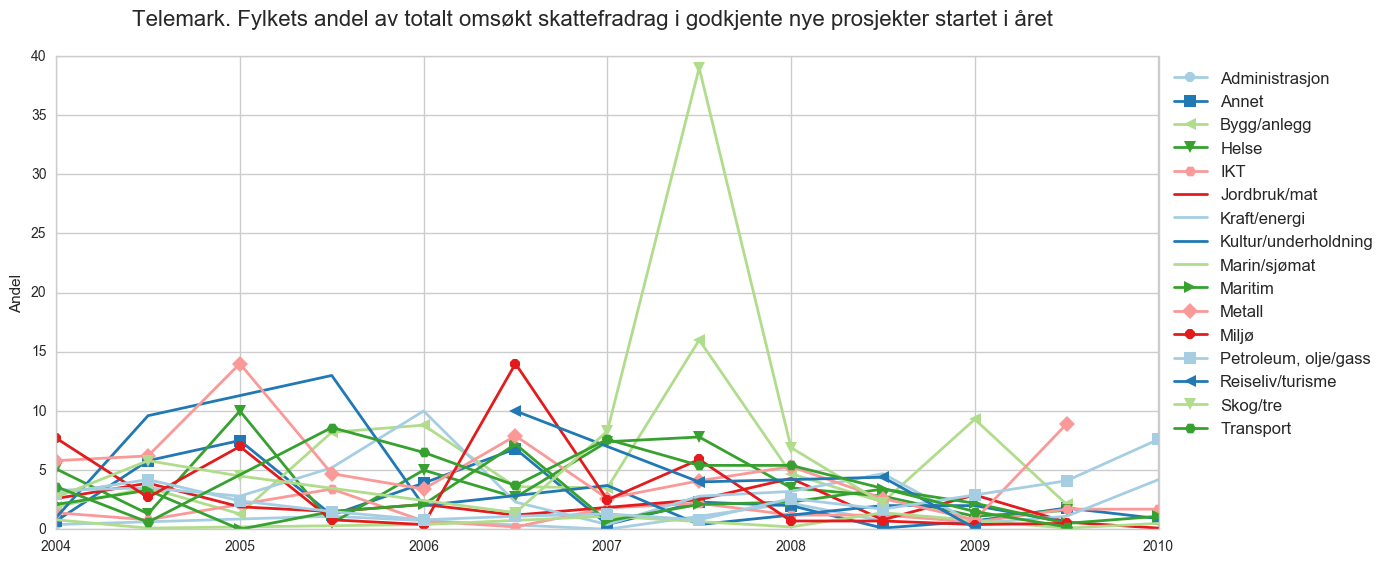 Telemark. Fylkets andel av totalt omsøkt skattefradrag i godkjente nye prosjekter startet i året
40
35
30
25
20
15
10
5
0
Andel
2004 2005 2006 2007 2008 2009 2010
Administrasjon
Annet
Bygg/anlegg
Helse
IKT
Jordbruk/mat
Kraft/energi
Kultur/underholdning
Marin/sjømat
Maritim
Metall
Miljø
Petroleum, olje/gass
Reiseliv/turisme
Skog/tre
Transport